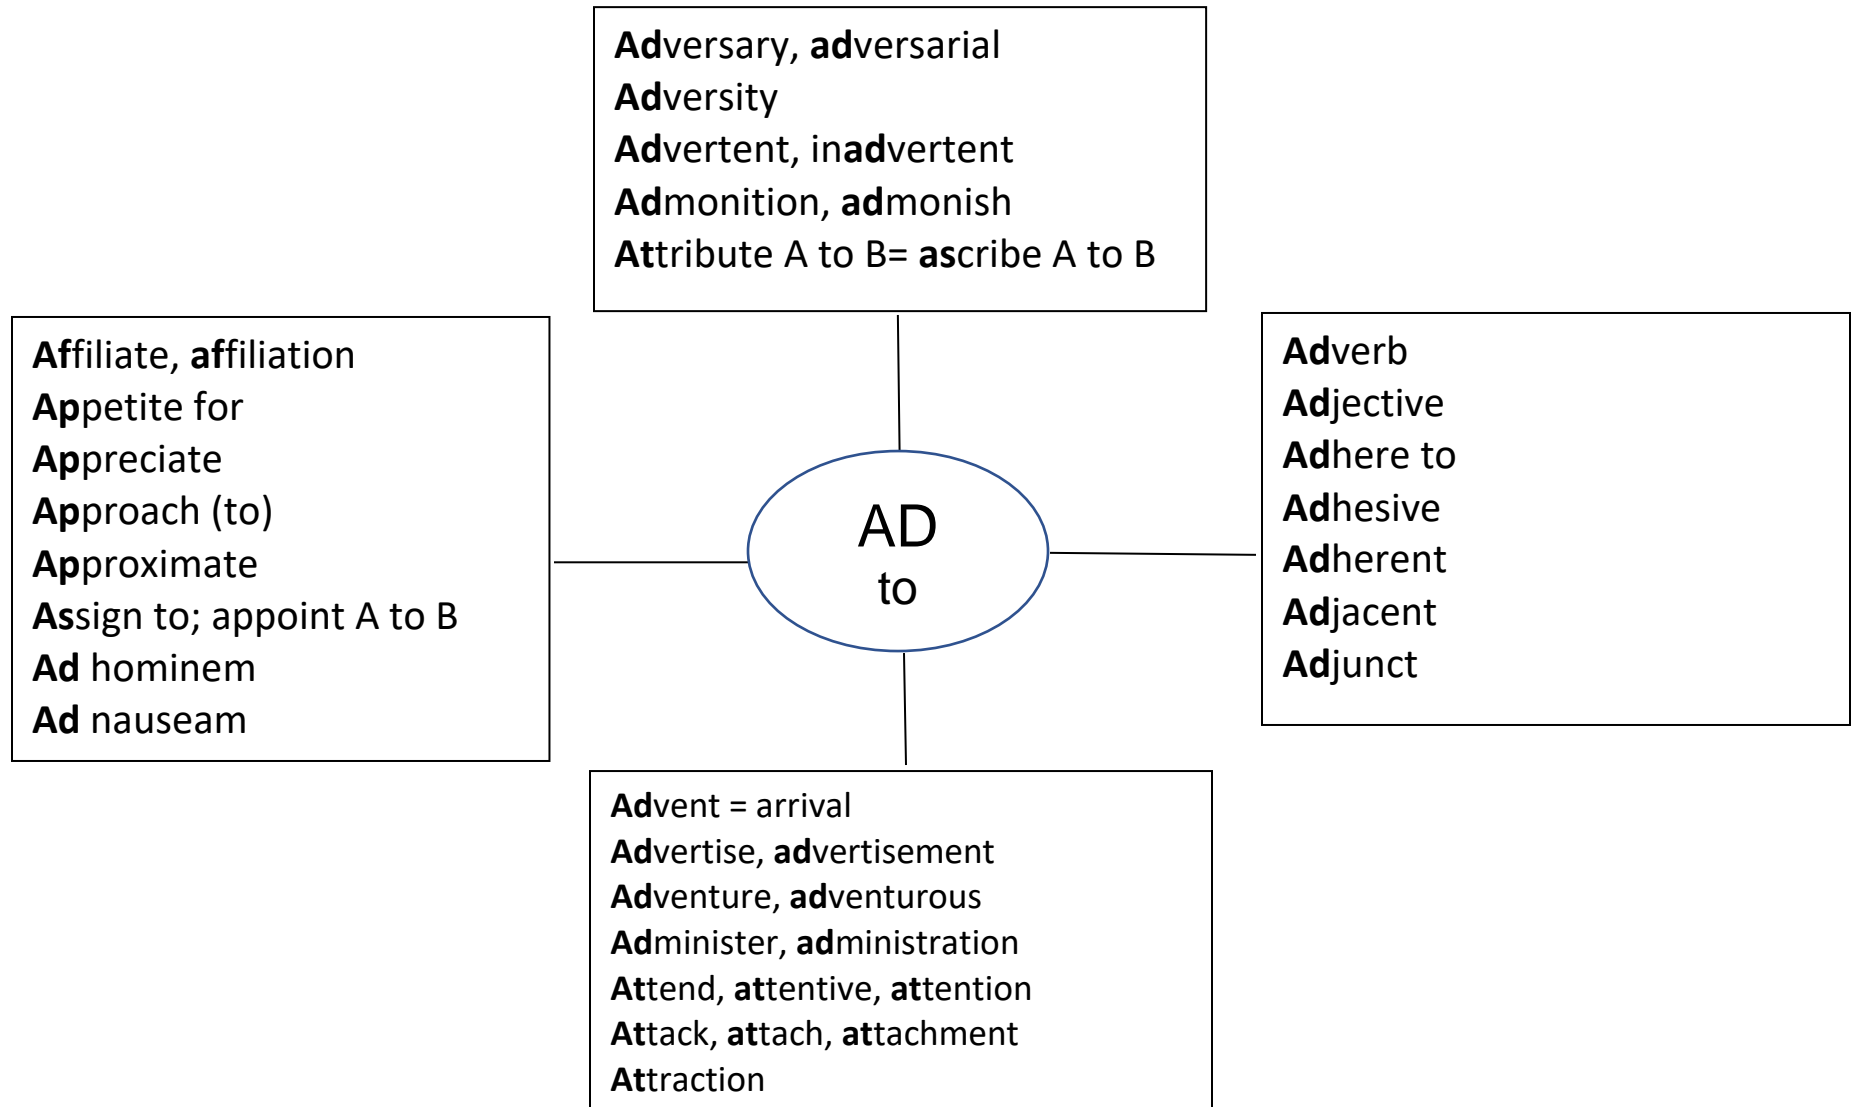 Adversary, adversarial
Adversity
Advertent, inadvertent
Admonition, admonish
Attribute A to B= ascribe A to B
Affiliate, affiliation
Appetite for
Appreciate
Approach (to)
Approximate
Assign to; appoint A to B
Ad hominem
Ad nauseam
AD
to
Adverb
Adjective
Adhere to
Adhesive
Adherent
Adjacent
Adjunct
Advent = arrival
Advertise, advertisement
Adventure, adventurous
Administer, administration
Attend, attentive, attention
Attack, attach, attachment
Attraction